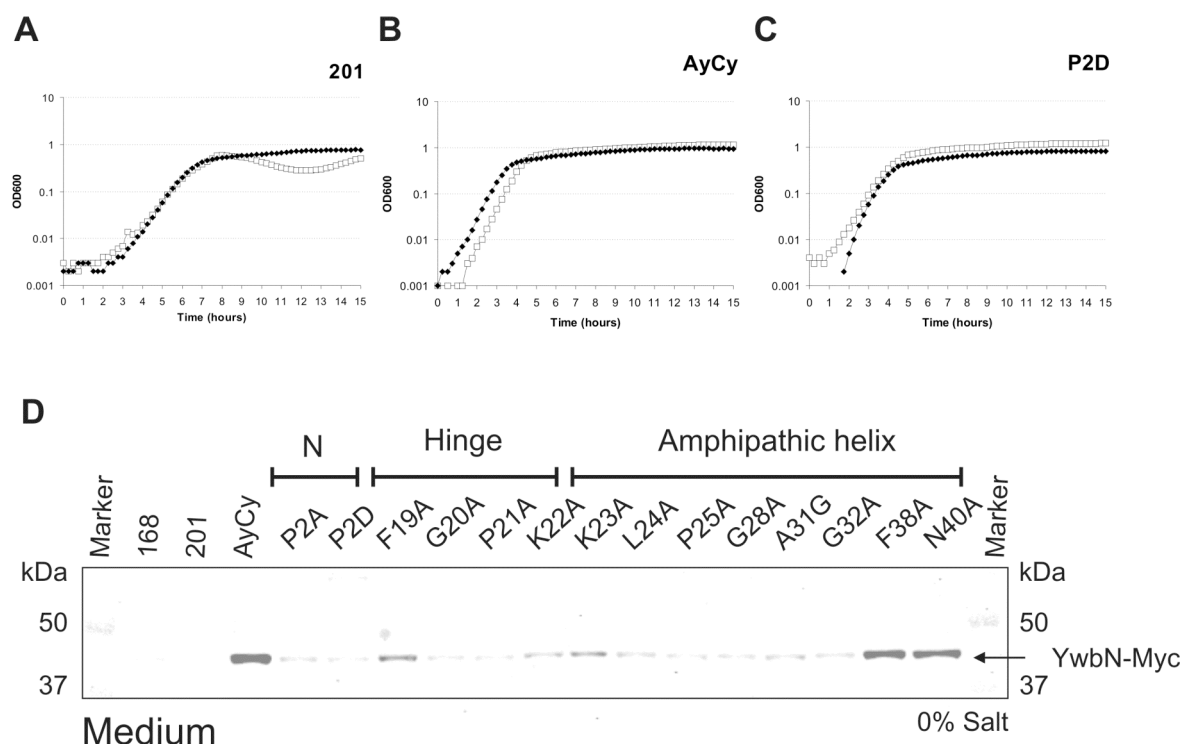 A
B
C
201
AyCy
P2D
10
1
0.1
0.01
0.001
OD600
0 1 2 3 4 5 6 7 8 9 10 11 12 13 14 15
Time (hours)
10
1
0.1
0.01
0.001
OD600
0 1 2 3 4 5 6 7 8 9 10 11 12 13 14 15
Time (hours)
10
1
0.1
0.01
0.001
OD600
0 1 2 3 4 5 6 7 8 9 10 11 12 13 14 15
Time (hours)
D
N
Hinge
Amphipathic helix
Marker 168 201 AyCy P2A P2D F19A G20A P21A K22A K23A L24A P25A G28A A31G G32A F38A N40A Marker
kDa kDa
50 50
YwbN-Myc
37 37
Medium
0% Salt